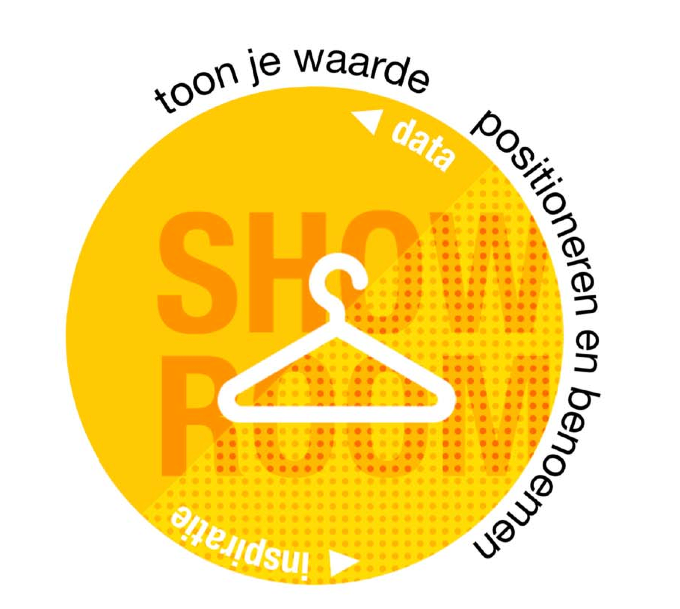 toon je waarde
positioneren en benoemen
data
SHOW
ROOM
inspiratie